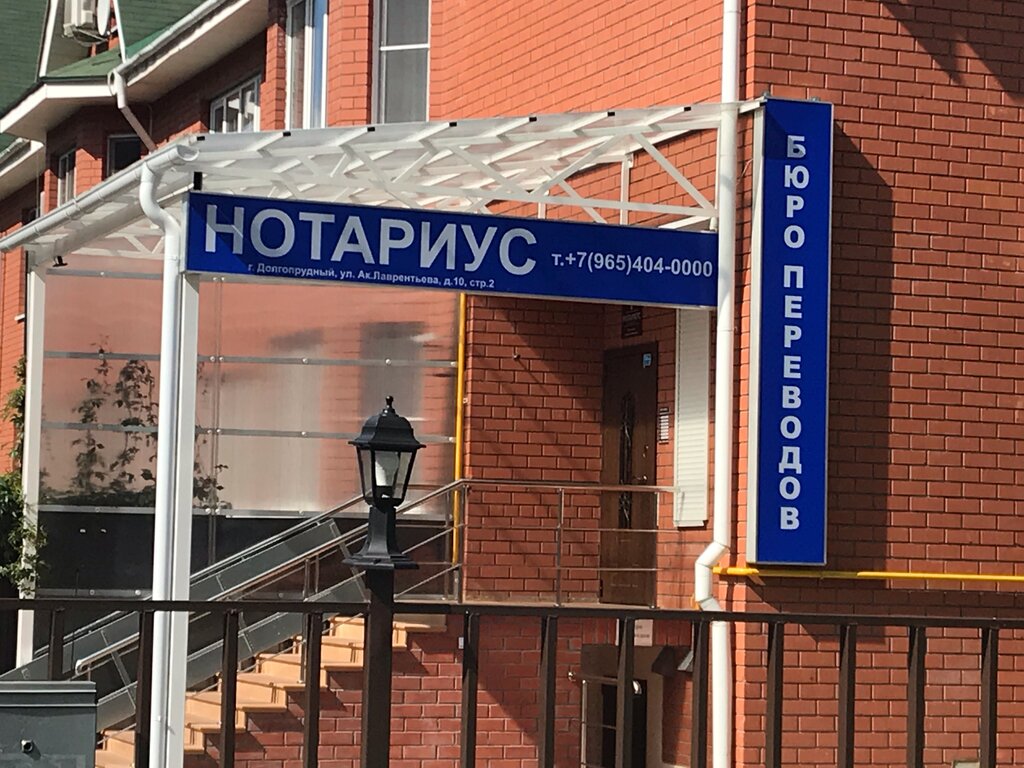 НОТАРИУС
т.+7(965)404-0000
г. Долгопрудный, ул. Ак.Лаврентьева, д.10, стр.2
БЮРО ПЕРЕВОДОВ